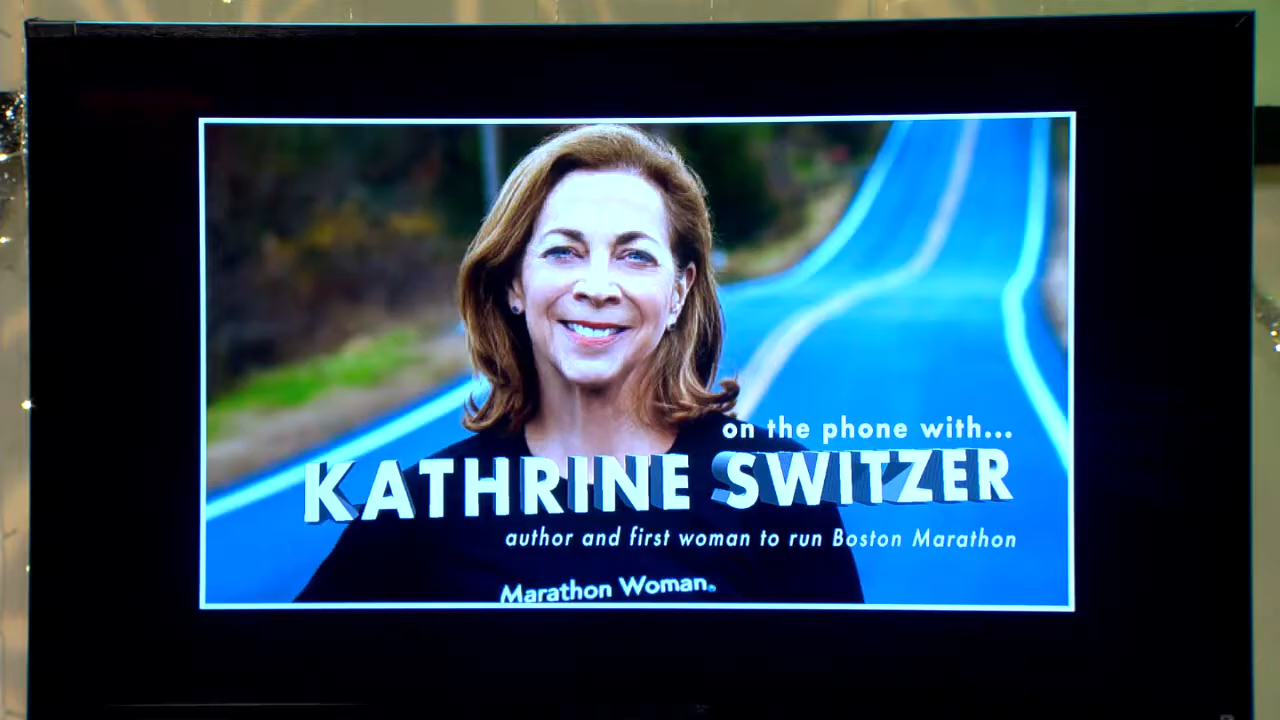 on the phone with...
KATHRINE SWITZER
author and first woman to run Boston Marathon
Marathon Woman.